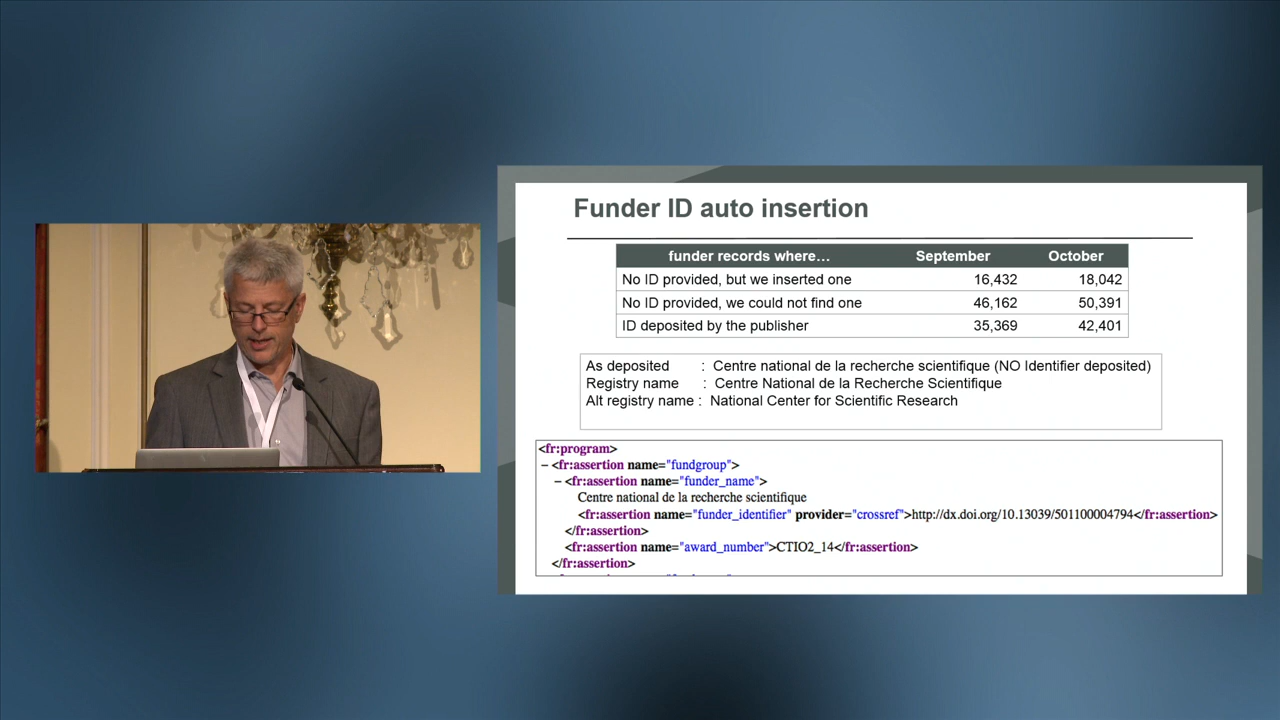 Funder ID auto insertion
funder records where… September October
No ID provided, but we inserted one 16,432 18,042
No ID provided, we could not find one 46,162 50,391
ID deposited by the publisher 35,369 42,401
As deposited : Centre national de la recherche scientifique (NO Identifier deposited)
Registry name : Centre National de la Recherche Scientifique
Alt registry name : National Center for Scientific Research
<fr:program>
– <fr:assertion name="fundgroup">
– <fr:assertion name="funder_name">
Centre national de la recherche scientifique
<fr:assertion name="funder_identifier" provider="crossref">http://dx.doi.org/10.13039/501100004794</fr:assertion>
</fr:assertion>
<fr:assertion name="award_number">CTIO2_14</fr:assertion>
</fr:assertion>